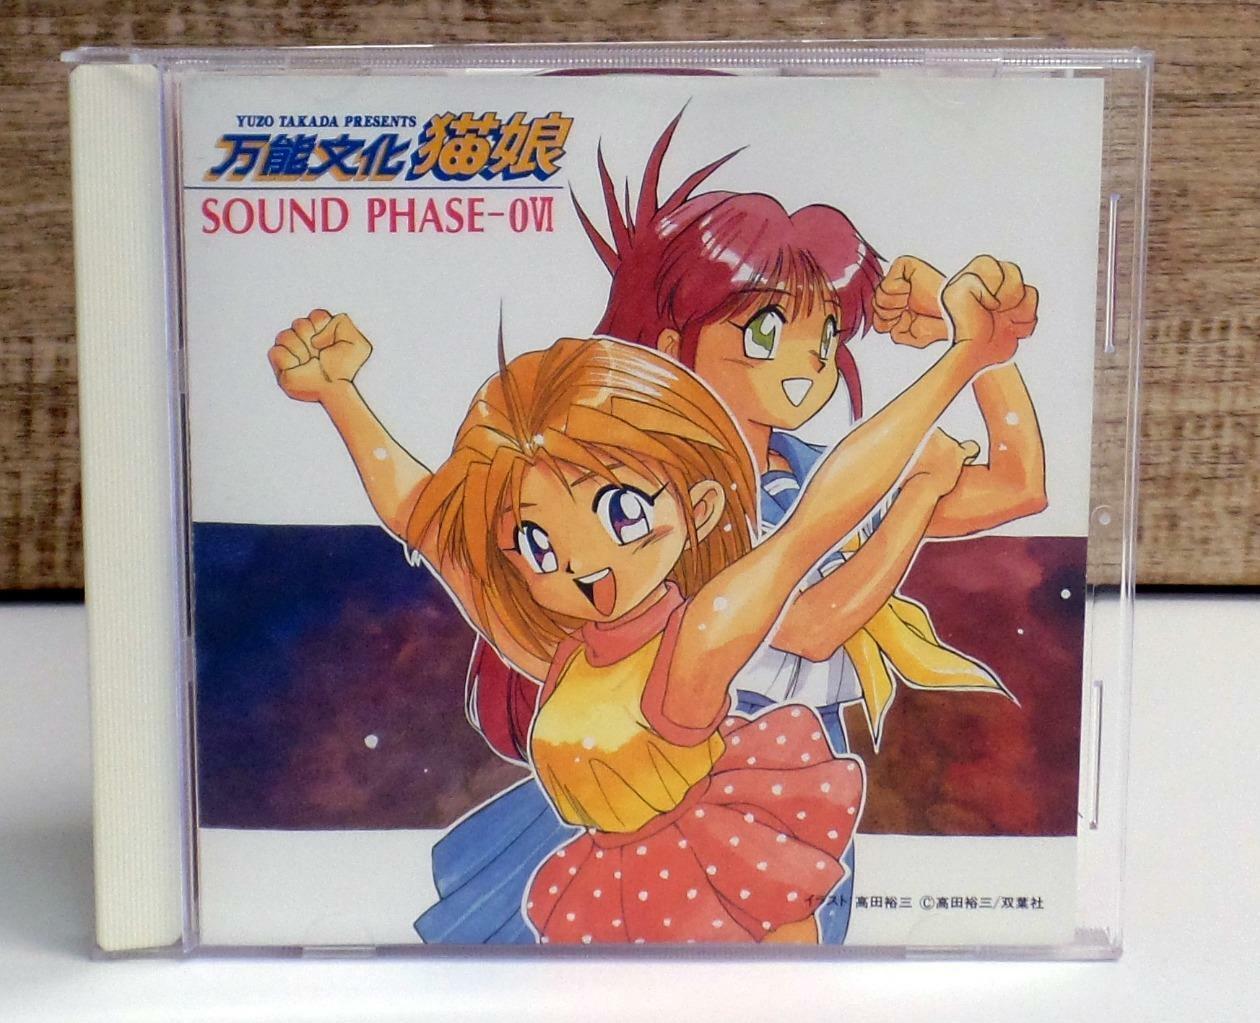 YUZO TAKADA PRESENTS
万能文化猫娘
SOUND PHASE-0VI
イラスト 高田裕三 ©高田裕三/双葉社